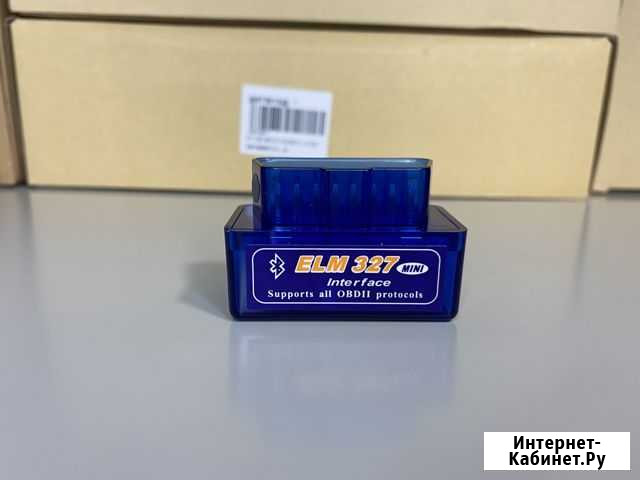 ELM 327 MINI
Interface
Supports all OBDII protocols
Интернет-
Кабинет.Ру